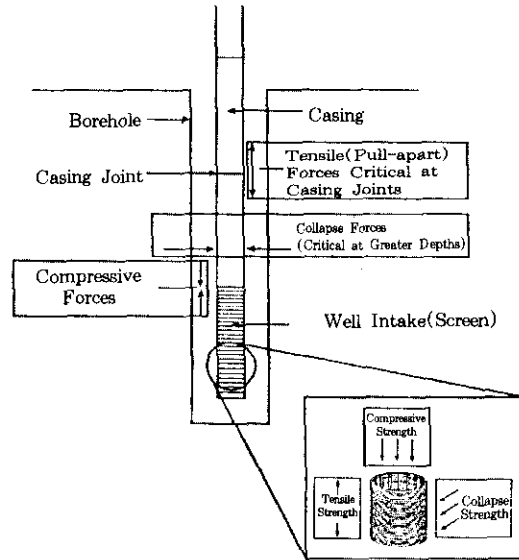 Borehole
Casing
Tensile(Pull-apart)
Forces Critical at
Casing Joints
Casing Joint
Collapse Forces
(Critical at Greater Depths)
Compressive
Forces
Well Intake(Screen)
Compressive
Strength
Tensile
Strength
Collapse
Strength